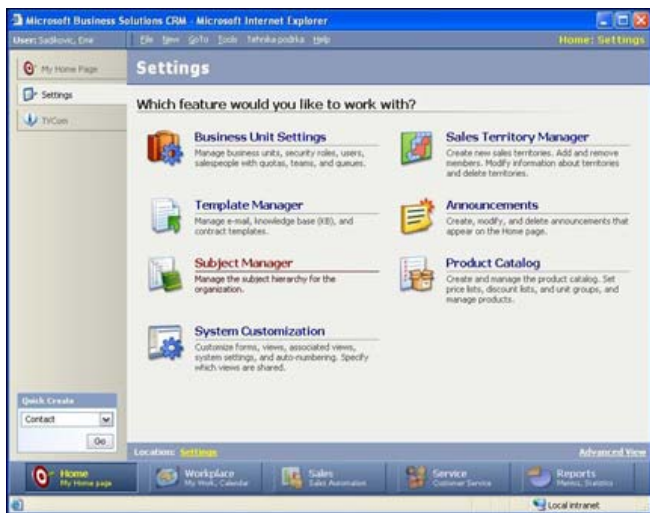 Microsoft Business Solutions CRM - Microsoft Internet Explorer
User: Sadikovic, Ene
File View GoTo Tools Tehnika podrška Help
Home: Settings
My Home Page
Settings
TVCom
Settings
Which feature would you like to work with?
Business Unit Settings
Manage business units, security roles, users,
salespeople with quotas, teams, and queues.
Sales Territory Manager
Create new sales territories. Add and remove
members. Modify information about territories
and delete territories.
Template Manager
Manage e-mail, knowledge base (KB), and
contract templates.
Announcements
Create, modify, and delete announcements that
appear on the Home page.
Subject Manager
Manage the subject hierarchy for the
organization.
Product Catalog
Create and manage the product catalog. Set
price lists, discount lists, and unit groups, and
manage products.
System Customization
Customize forms, views, associated views,
system settings, and auto-numbering. Specify
which views are shared.
Quick Create
Contact
Go
Location: Settings
Advanced View
Home
My Home page
Workplace
My Work, Calendar
Sales
Sales Automation
Service
Customer Service
Reports
Metrics, Statistics
Local intranet